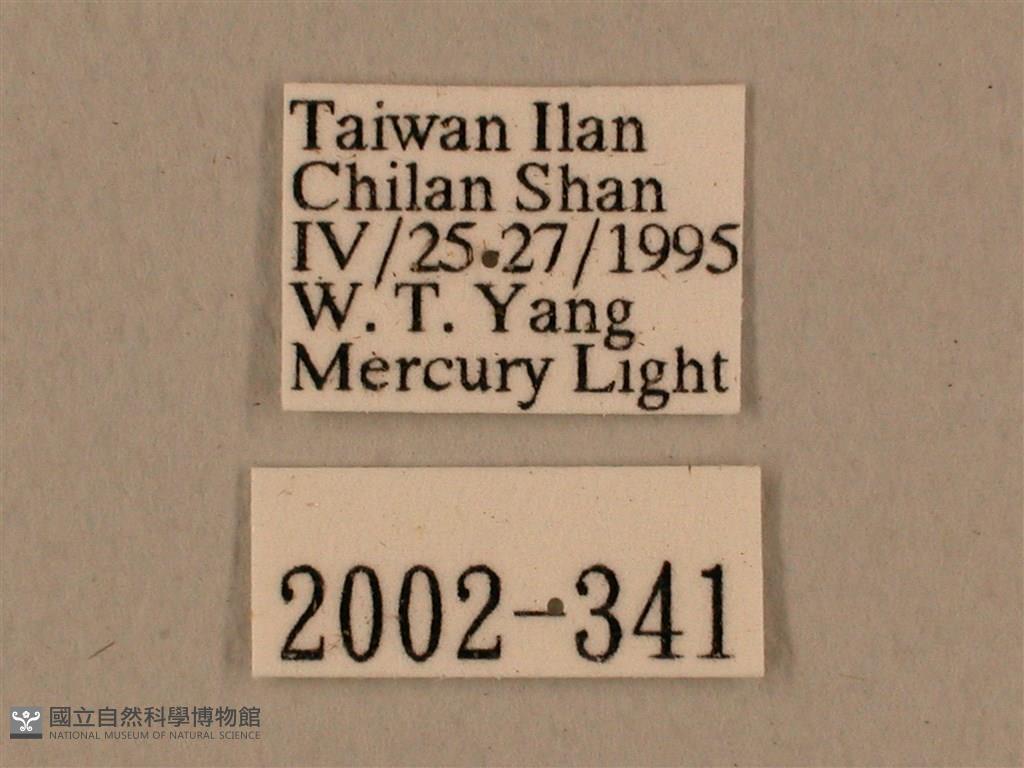 Taiwan Ilan
Chilan Shan
IV/25-27/1995
W. T. Yang
Mercury Light
2002-341
國立自然科學博物館
NATIONAL MUSEUM OF NATURAL SCIENCE